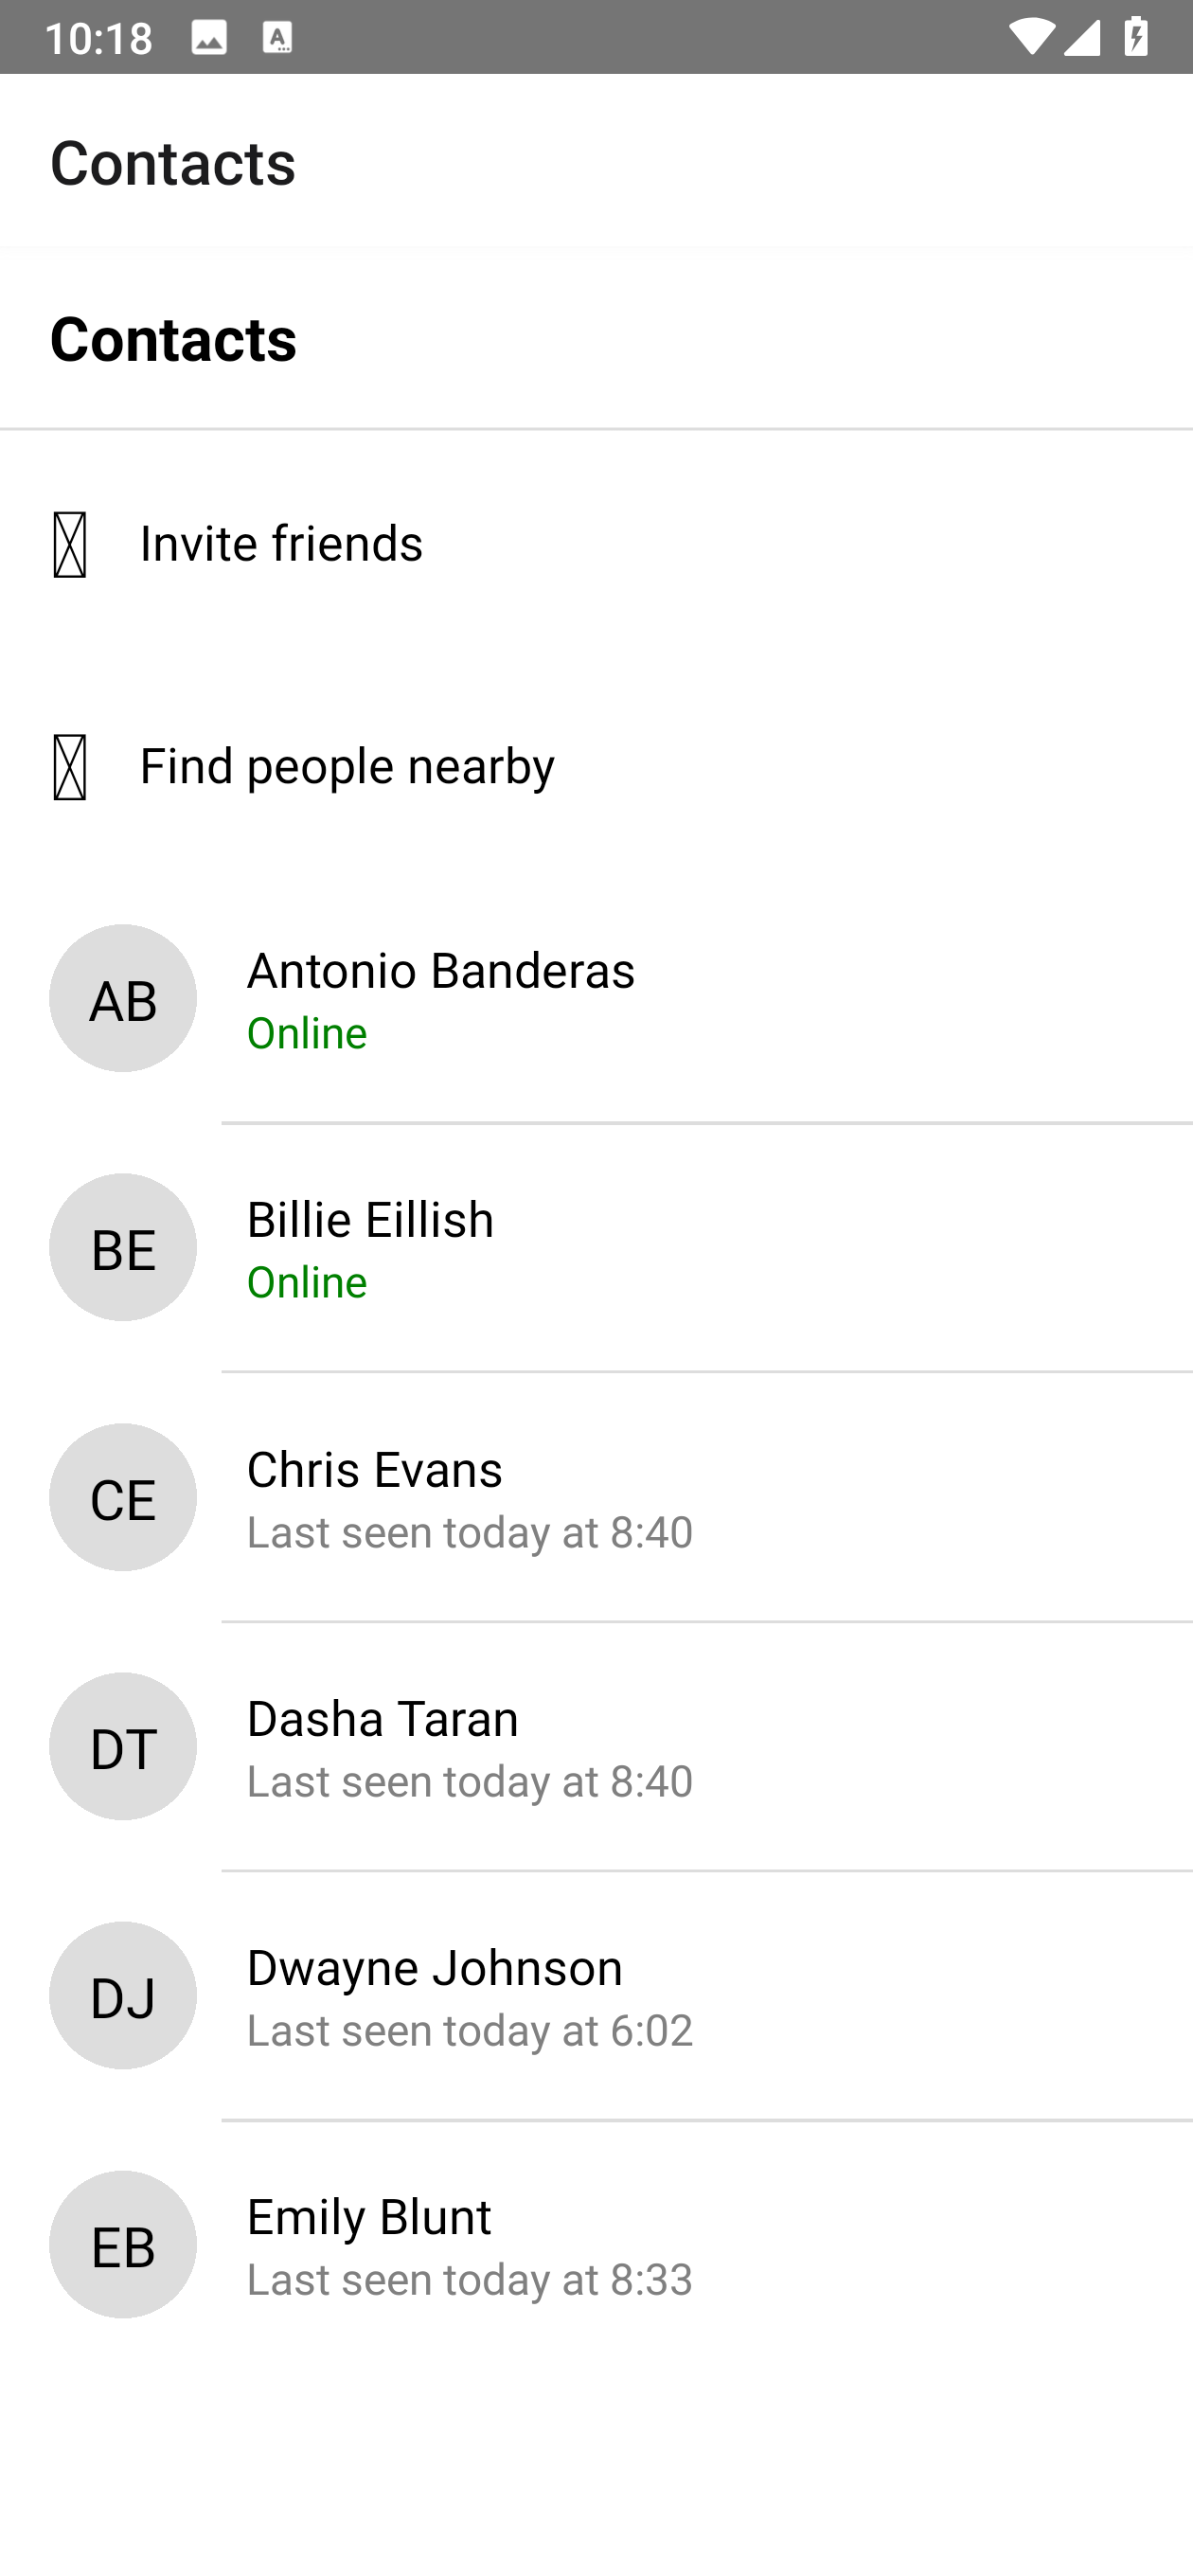 10:18
Contacts
Contacts
Invite friends
Find people nearby
AB
Antonio Banderas
Online
BE
Billie Eillish
Online
CE
Chris Evans
Last seen today at 8:40
DT
Dasha Taran
Last seen today at 8:40
DJ
Dwayne Johnson
Last seen today at 6:02
EB
Emily Blunt
Last seen today at 8:33